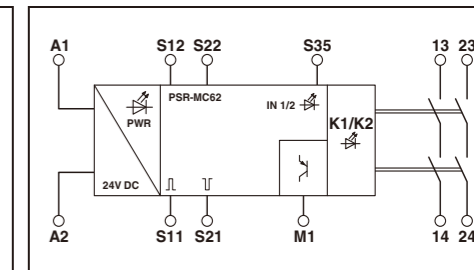 A1 S12 S22 S35 13 23
PSR-MC62
IN 1/2
PWR
K1/K2
24V DC
A2 S11 S21 M1 14 24